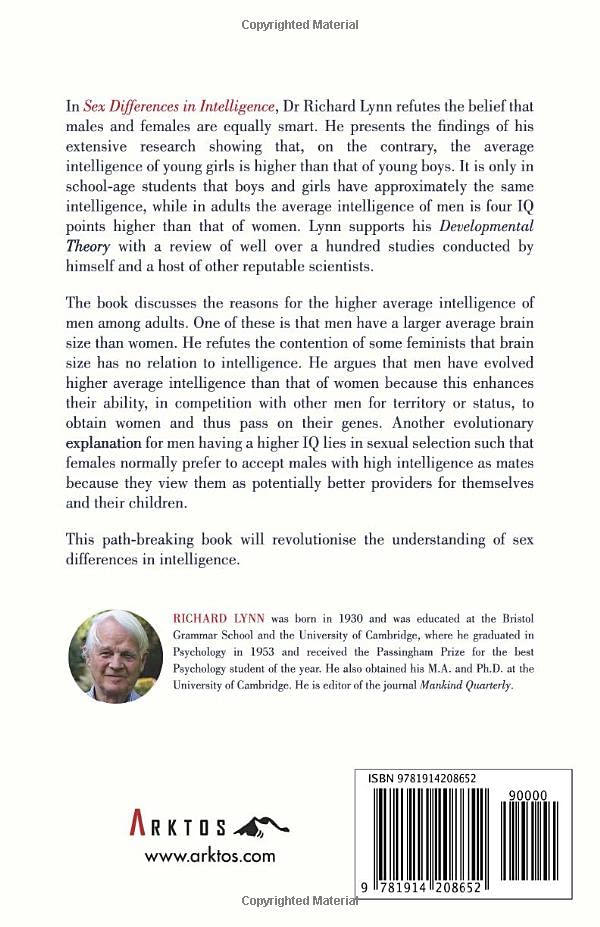 Copyrighted Material
In Sex Differences in Intelligence, Dr Richard Lynn refutes the belief that
males and females are equally smart. He presents the findings of his
extensive research showing that, on the contrary, the average
intelligence of young girls is higher than that of young boys. It is only in
school-age students that boys and girls have approximately the same
intelligence, while in adults the average intelligence of men is four IQ
points higher than that of women. Lynn supports his Developmental
Theory with a review of well over a hundred studies conducted by
himself and a host of other reputable scientists.
The book discusses the reasons for the higher average intelligence of
men among adults. One of these is that men have a larger average brain
size than women. He refutes the contention of some feminists that brain
size has no relation to intelligence. He argues that men have evolved
higher average intelligence than that of women because this enhances
their ability, in competition with other men for territory or status, to
obtain women and thus pass on their genes. Another evolutionary
explanation for men having a higher IQ lies in sexual selection such that
females normally prefer to accept males with high intelligence as mates
because they view them as potentially better providers for themselves
and their children.
This path-breaking book will revolutionise the understanding of sex
differences in intelligence.
RICHARD LYNN was born in 1930 and was educated at the Bristol
Grammar School and the University of Cambridge, where he graduated in
Psychology in 1953 and received the Passingham Prize for the best
Psychology student of the year. He also obtained his M.A. and Ph.D. at the
University of Cambridge. He is editor of the journal Mankind Quarterly.
ARKTOS
www.arktos.com
ISBN 9781914208652
90000
9 781914 208652
Copyrighted Material